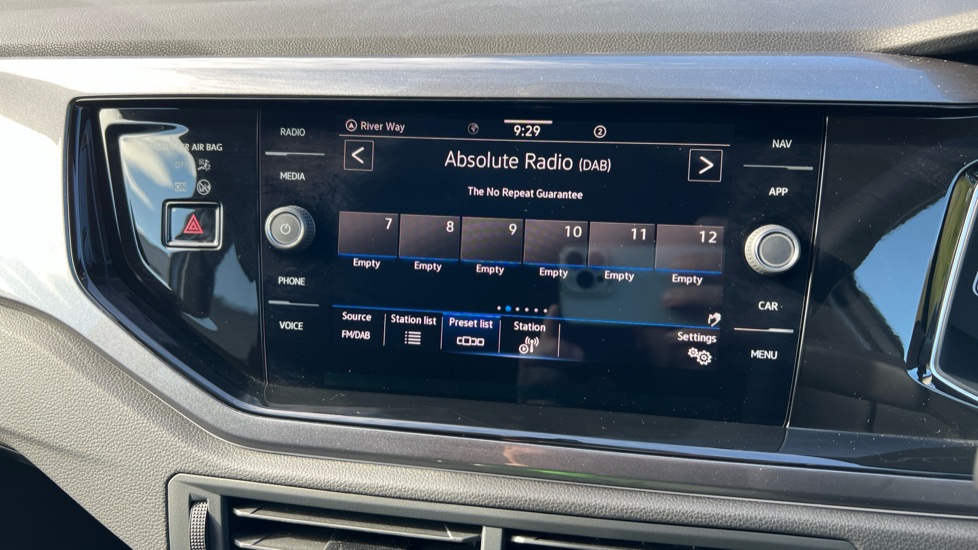 River Way
9:29
2
Absolute Radio (DAB)
The No Repeat Guarantee
7 8 9 10 11 12
Empty Empty Empty Empty Empty Empty
Source Station list Preset list Station Settings
FM/DAB
RADIO
MEDIA
PHONE
VOICE
NAV
APP
CAR
MENU
AIR BAG
OFF